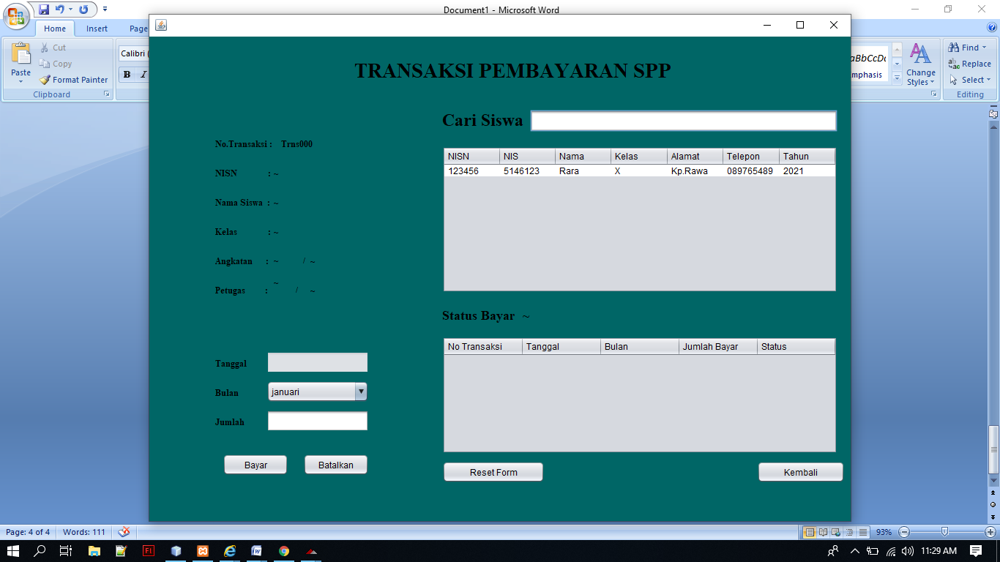 Document1 - Microsoft Word
Home Insert Page
Cut
Copy
Format Painter
Paste
Clipboard
Calibri (
B I
TRANSAKSI PEMBAYARAN SPP
Cari Siswa
No.Transaksi : Trns000
NISN : ~
Nama Siswa : ~
Kelas : ~
Angkatan : ~ / ~
~
Petugas : / ~
NISN NIS Nama Kelas Alamat Telepon Tahun
123456 5146123 Rara X Kp.Rawa 089765489 2021
Status Bayar ~
No Transaksi Tanggal Bulan Jumlah Bayar Status
Tanggal
Bulan januari
Jumlah
Bayar Batalkan
Reset Form Kembali
aBbCcDc
mphasis
Change
Styles
Find
Replace
Select
Editing
Page: 4 of 4 Words: 111
93%
Fl
11:29 AM